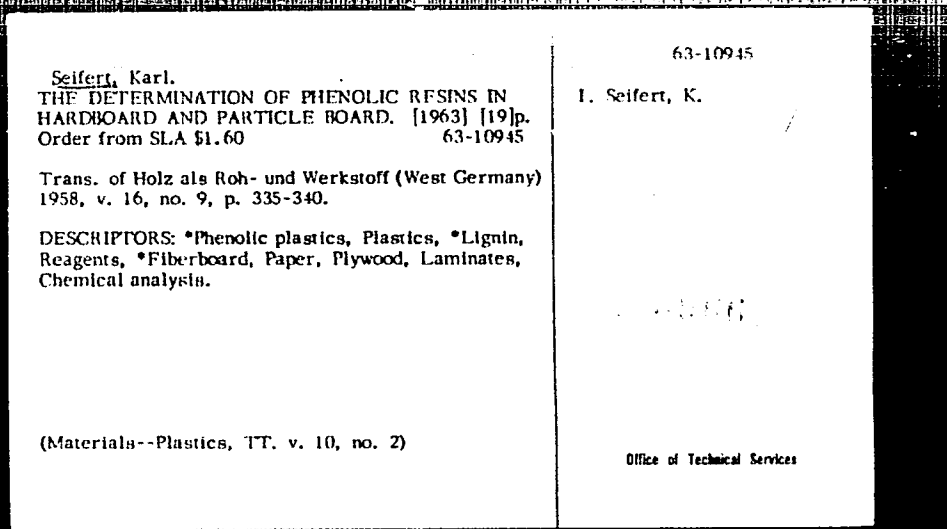 Seifert, Karl.
THE DETERMINATION OF PHENOLIC RESINS IN
HARDBOARD AND PARTICLE BOARD. [1963] [19]p.
Order from SLA $1.60 63-10945
Trans. of Holz als Roh- und Werkstoff (West Germany)
1958, v. 16, no. 9, p. 335-340.
DESCRIPTORS: *Phenolic plastics, Plastics, *Lignin,
Reagents, *Fiberboard, Paper, Plywood, Laminates,
Chemical analysis.
(Materials--Plastics, TT. v. 10, no. 2)
63-10945
I. Seifert, K.
Office of Technical Services